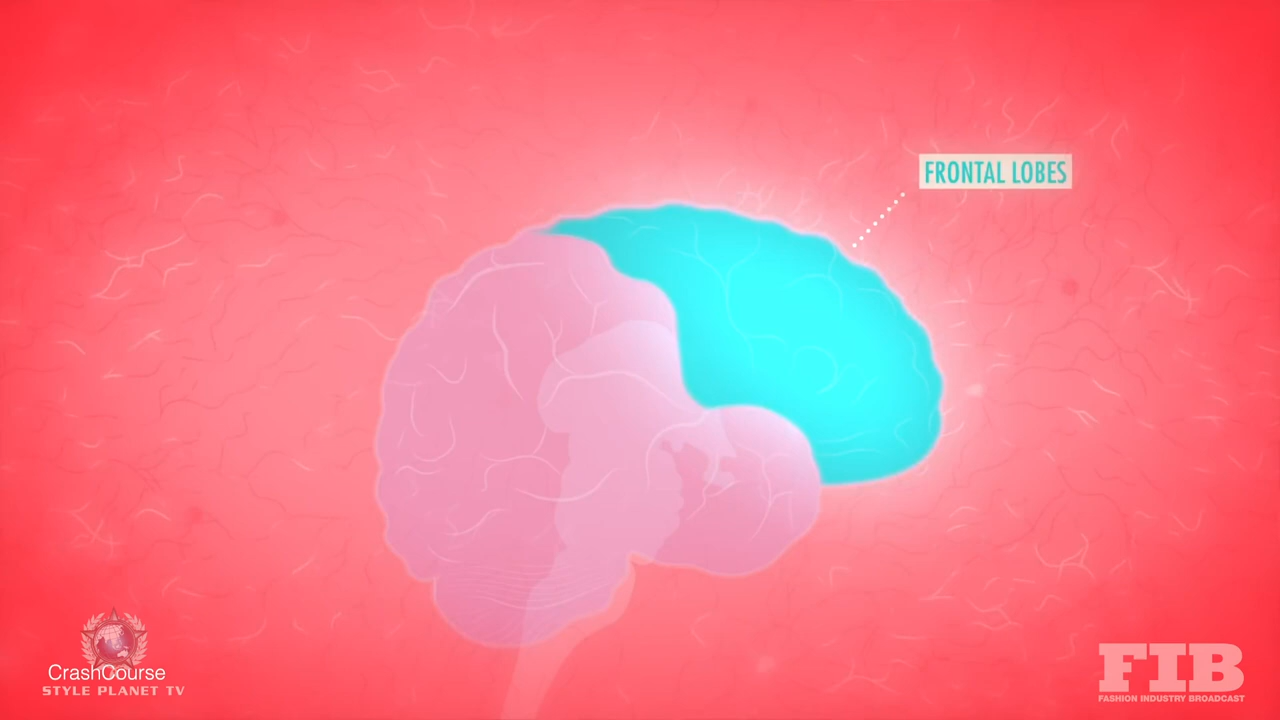 FRONTAL LOBES
CrashCourse
STYLE PLANET TV
FIB
FASHION INDUSTRY BROADCAST